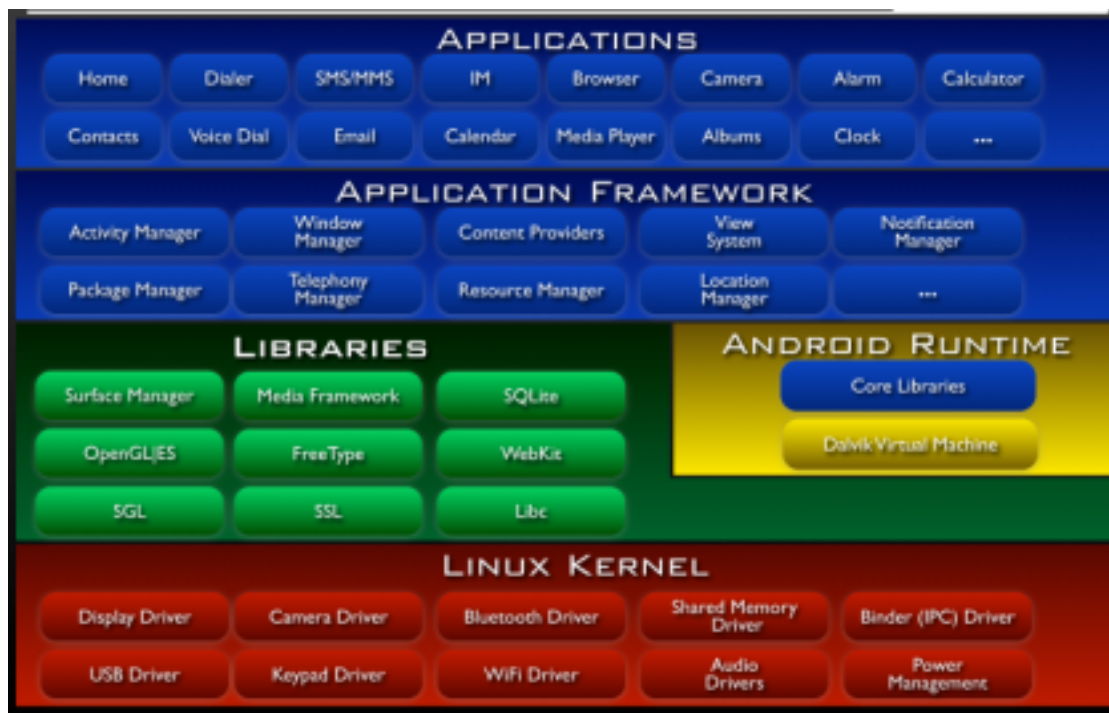 APPLICATIONS
Home Dialer SMS/MMS IM Browser Camera Alarm Calculator
Contacts Voice Dial Email Calendar Media Player Albums Clock ...
APPLICATION FRAMEWORK
Activity Manager Window Manager Content Providers View System Notification Manager
Package Manager Telephony Manager Resource Manager Location Manager ...
LIBRARIES
Surface Manager Media Framework SQLite
OpenGL|ES FreeType WebKit
SGL SSL Libc
ANDROID RUNTIME
Core Libraries
Dalvik Virtual Machine
LINUX KERNEL
Display Driver Camera Driver Bluetooth Driver Shared Memory Driver Binder (IPC) Driver
USB Driver Keypad Driver WiFi Driver Audio Drivers Power Management